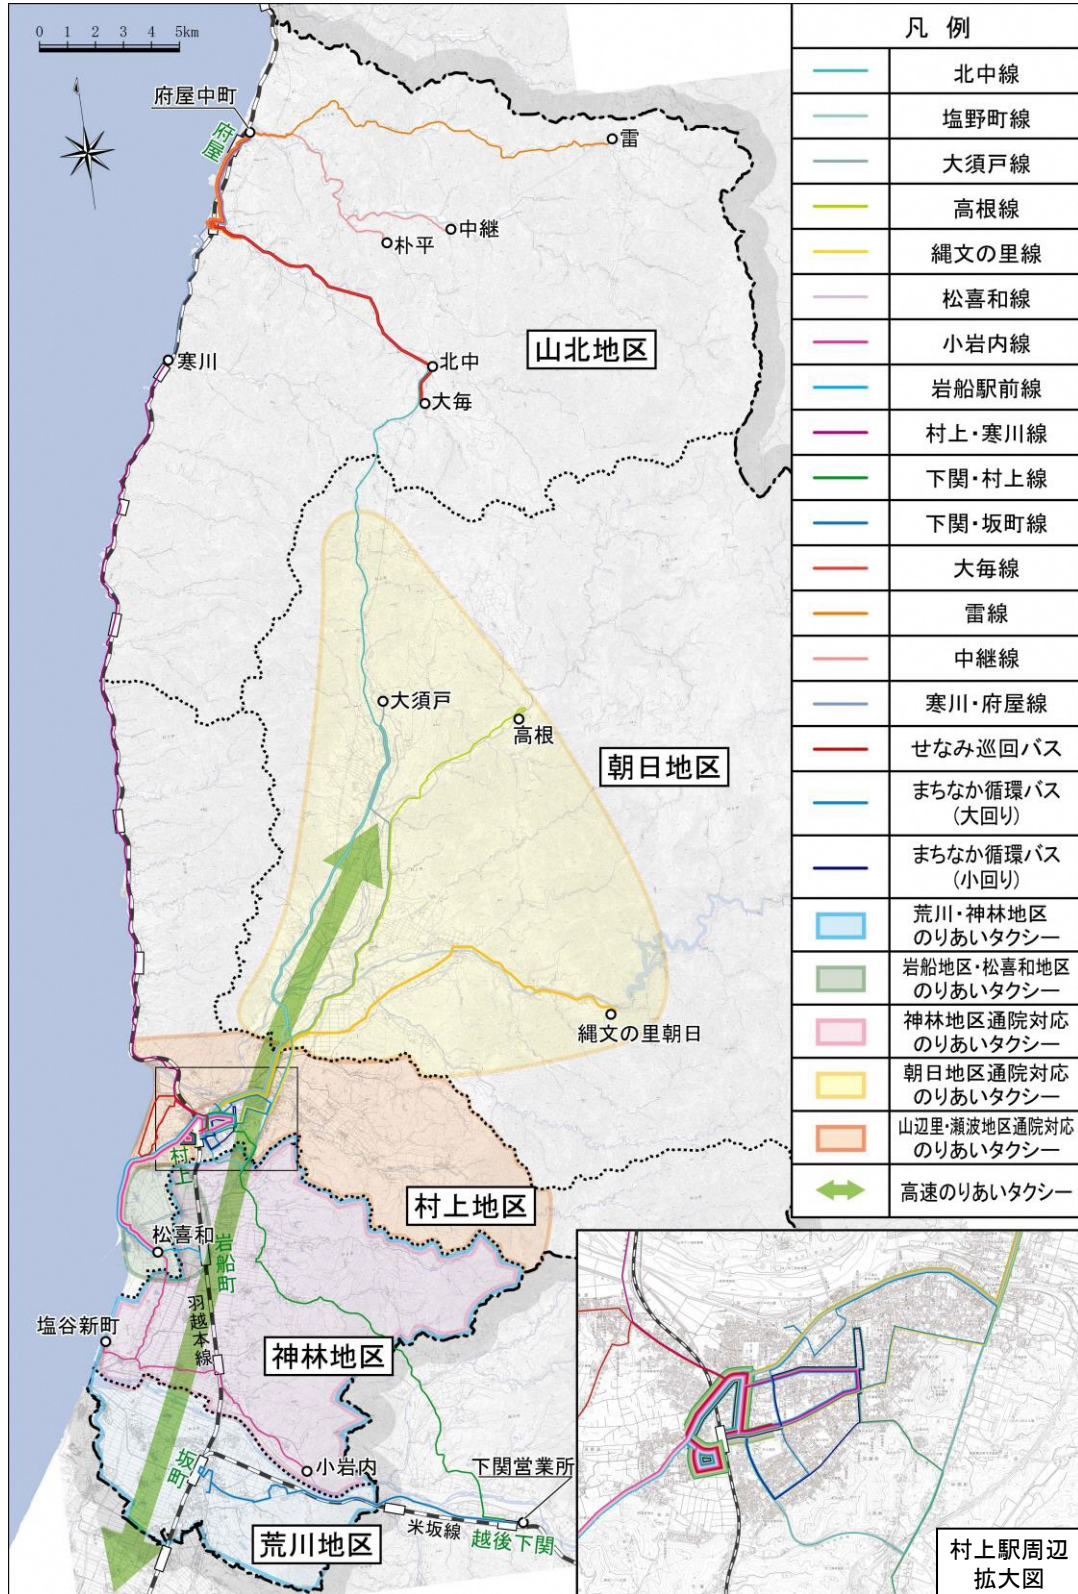 0 1 2 3 4 5km
府屋中町
府屋
雷
中継
朴平
寒川
北中
大毎
山北地区
大須戸
高根
朝日地区
縄文の里朝日
村上
村上地区
松喜和
岩船町
羽越本線
塩谷新町
神林地区
坂町
小岩内
下関営業所
米坂線
越後下関
荒川地区
凡 例
北中線
塩野町線
大須戸線
高根線
縄文の里線
松喜和線
小岩内線
岩船駅前線
村上・寒川線
下関・村上線
下関・坂町線
大毎線
雷線
中継線
寒川・府屋線
せなみ巡回バス
まちなか循環バス
(大回り)
まちなか循環バス
(小回り)
荒川・神林地区
のりあいタクシー
岩船地区・松喜和地区
のりあいタクシー
神林地区通院対応
のりあいタクシー
朝日地区通院対応
のりあいタクシー
山辺里・瀬波地区通院対応
のりあいタクシー
高速のりあいタクシー
村上駅周辺
拡大図